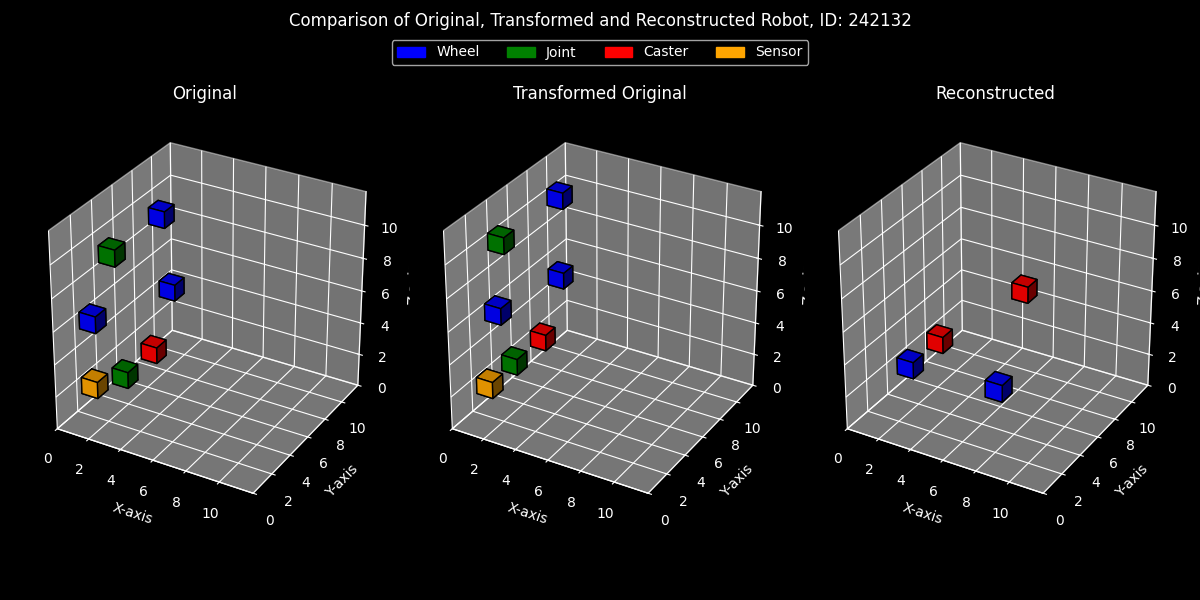 Comparison of Original, Transformed and Reconstructed Robot, ID: 242132
Wheel Joint Caster Sensor
Original Transformed Original Reconstructed
10 10 10
8 8 8
6 6 6
4 4 4
2 2 2
0 0 0
10 10 10
8 8 8
6 6 6
4 4 4
2 2 2
0 0 0
0 2 4 6 8 10 0 2 4 6 8 10 0 2 4 6 8 10
X-axis Y-axis X-axis Y-axis X-axis Y-axis